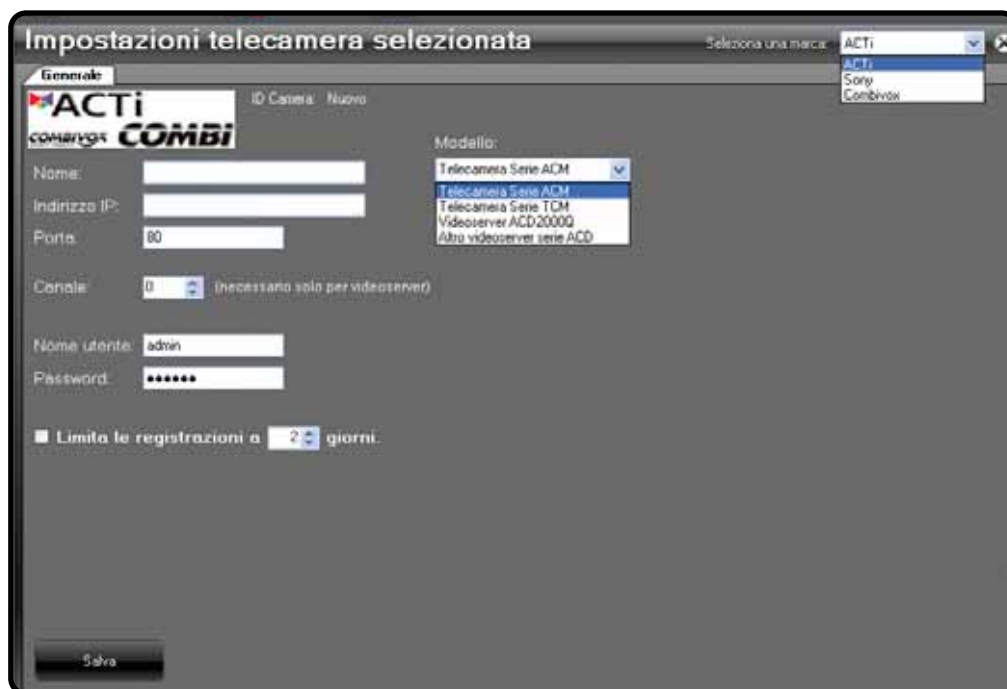 Impostazioni telecamera selezionata
Seleziona una marca: ACTi
ACTi
Sony
Combivox
Generale
ACTi
COMBIVOX COMBI
ID Camera: Nuovo
Modello:
Telecamera Serie ACM
Telecamera Serie ACM
Telecamera Serie TCM
Videoserver ACD2000Q
Altro videoserver serie ACD
Nome:
Indirizzo IP:
Porta: 80
Canale: 0 (necessario solo per videoserver)
Nome utente: admin
Password: ••••••
Limita le registrazioni a 2 giorni.
Salva